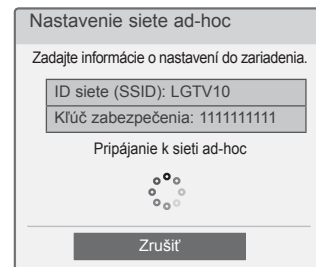 Nastavenie siete ad-hoc
Zadajte informácie o nastavení do zariadenia.
ID siete (SSID): LGTV10
Kľúč zabezpečenia: 1111111111
Pripájanie k sieti ad-hoc
Zrušiť